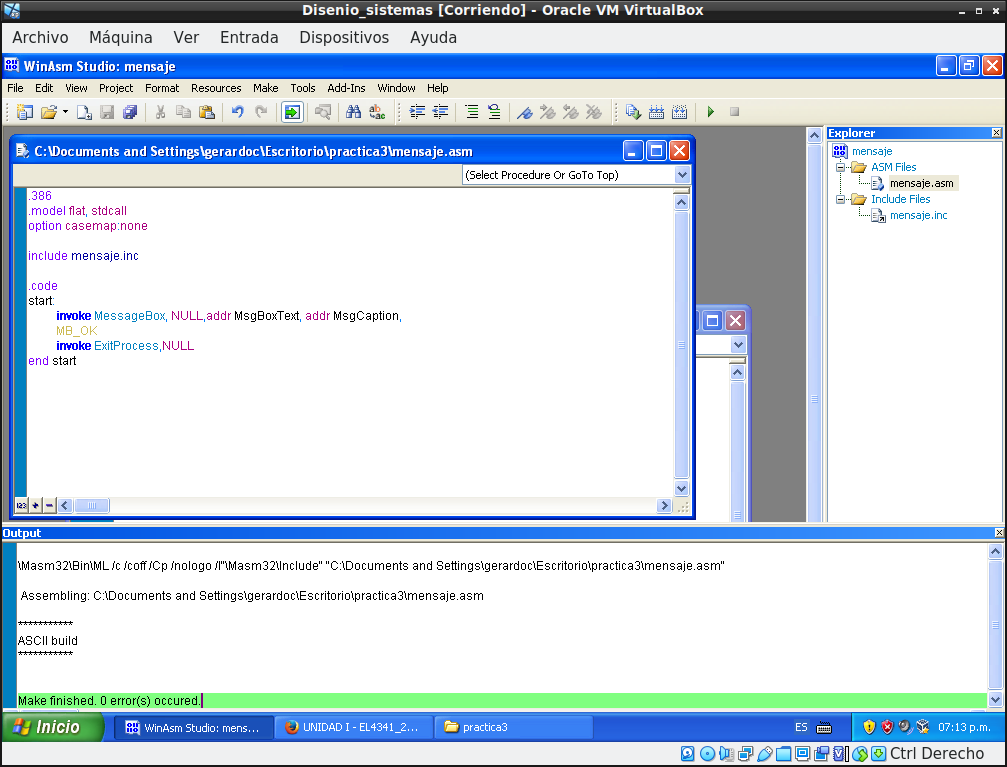 Disenio_sistemas [Corriendo] - Oracle VM VirtualBox
Archivo Máquina Ver Entrada Dispositivos Ayuda
WinAsm Studio: mensaje
File Edit View Project Format Resources Make Tools Add-Ins Window Help
C:\Documents and Settings\gerardoc\Escritorio\practica3\mensaje.asm
(Select Procedure Or GoTo Top)
.386
.model flat, stdcall
option casemap:none
include mensaje.inc
.code
start:
invoke MessageBox, NULL,addr MsgBoxText, addr MsgCaption,
MB_OK
invoke ExitProcess,NULL
end start
Explorer
mensaje
ASM Files
mensaje.asm
Include Files
mensaje.inc
Output
\Masm32\Bin\ML /c /coff /Cp /nologo /I"\Masm32\Include" "C:\Documents and Settings\gerardoc\Escritorio\practica3\mensaje.asm"
Assembling: C:\Documents and Settings\gerardoc\Escritorio\practica3\mensaje.asm
***********
ASCII build
***********
Make finished. 0 error(s) occured.
Inicio WinAsm Studio: mens... UNIDAD I - EL4341_2... practica3 ES 07:13 p.m.
Ctrl Derecho